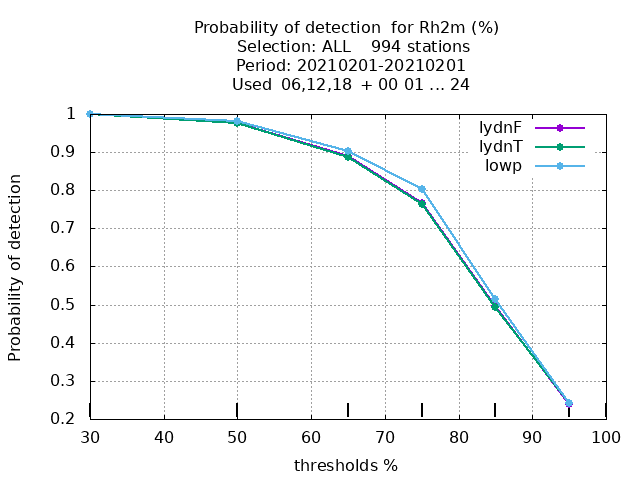 Probability of detection  for Rh2m (%)
Selection: ALL    994 stations
Period: 20210201-20210201
Used  06,12,18  + 00 01 ... 24
lydnF
lydnT
lowp
Probability of detection
1
0.9
0.8
0.7
0.6
0.5
0.4
0.3
0.2
30 40 50 60 70 80 90 100
thresholds %